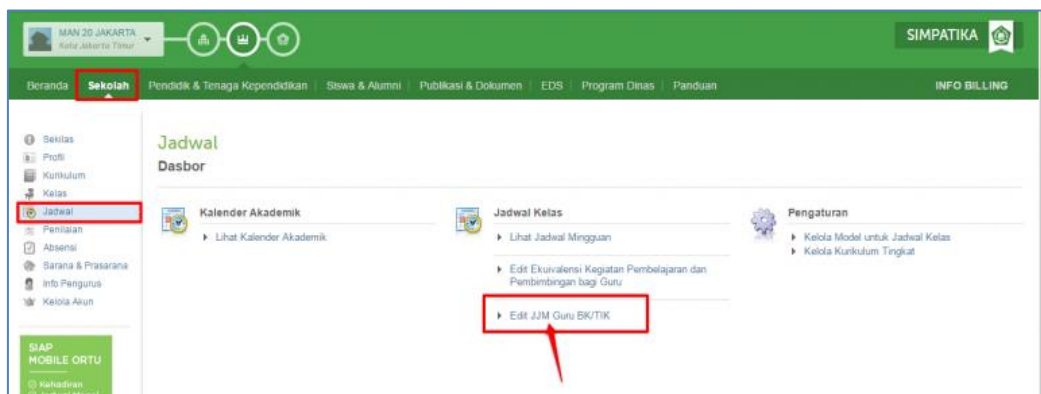 MAN 20 JAKARTA
Kota Jakarta Timur
SIMPATIKA
Beranda Sekolah Pendidik & Tenaga Kependidikan Siswa & Alumni Publikasi & Dokumen EDS Program Dinas Panduan INFO BILLING
Sekilas
Profil
Kurikulum
Kelas
Jadwal
Penilaian
Absensi
Sarana & Prasarana
Info Pengurus
Kelola Akun
SIAP
MOBILE ORTU
Kehadiran
Jadwal
Dasbor
Kalender Akademik
Lihat Kalender Akademik
Jadwal Kelas
Lihat Jadwal Mingguan
Edit Ekuivalensi Kegiatan Pembelajaran dan
Pembimbingan bagi Guru
Edit JJM Guru BK/TIK
Pengaturan
Kelola Model untuk Jadwal Kelas
Kelola Kurikulum Tingkat